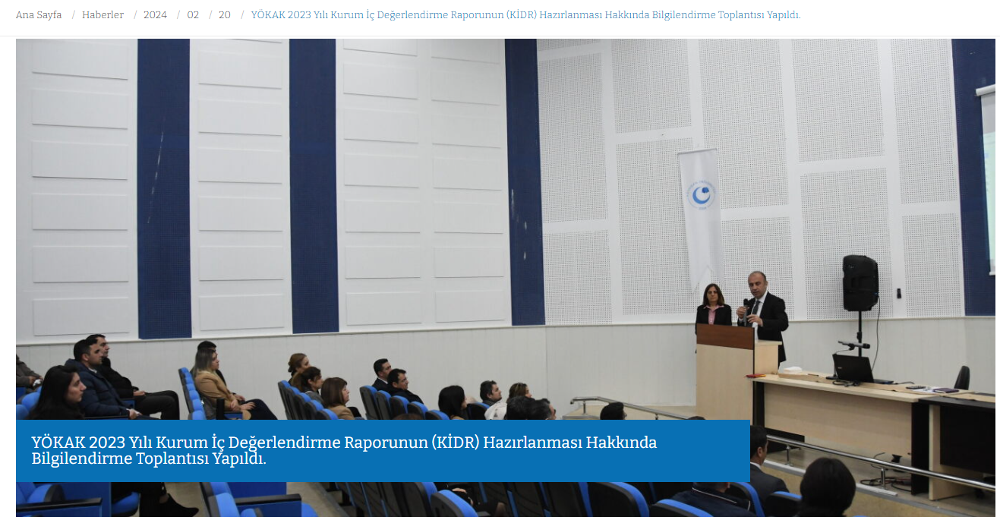 Ana Sayfa / Haberler / 2024 / 02 / 20 / YÖKAK 2023 Yılı Kurum İç Değerlendirme Raporunun (KİDR) Hazırlanması Hakkında Bilgilendirme Toplantısı Yapıldı.
YÖKAK 2023 Yılı Kurum İç Değerlendirme Raporunun (KİDR) Hazırlanması Hakkında
Bilgilendirme Toplantısı Yapıldı.